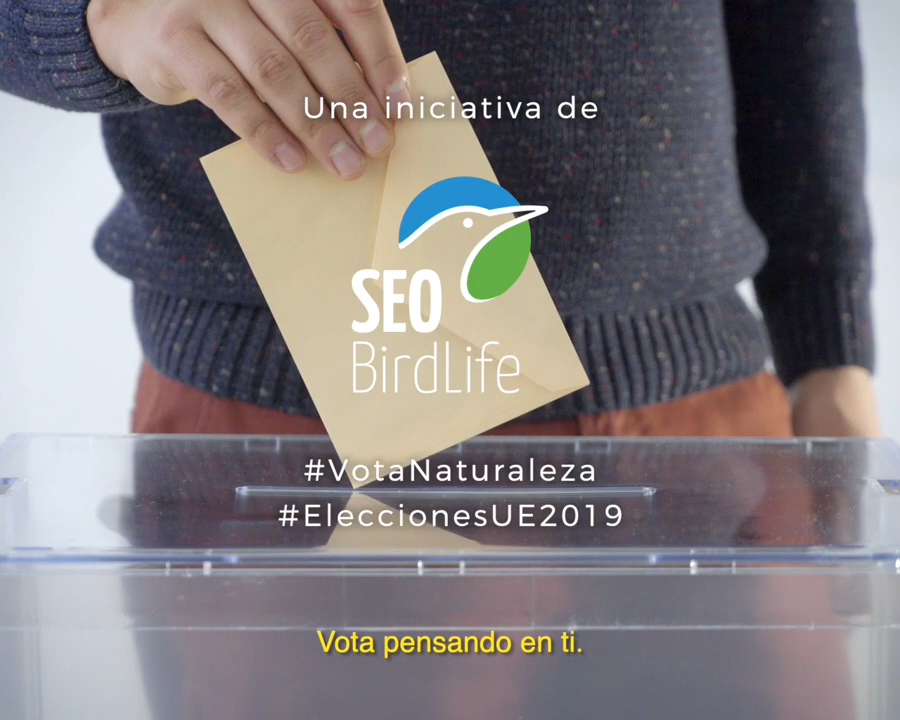 Una iniciativa de
SEO
BirdLife
#VotaNaturaleza
#EleccionesUE2019
Vota pensando en ti.